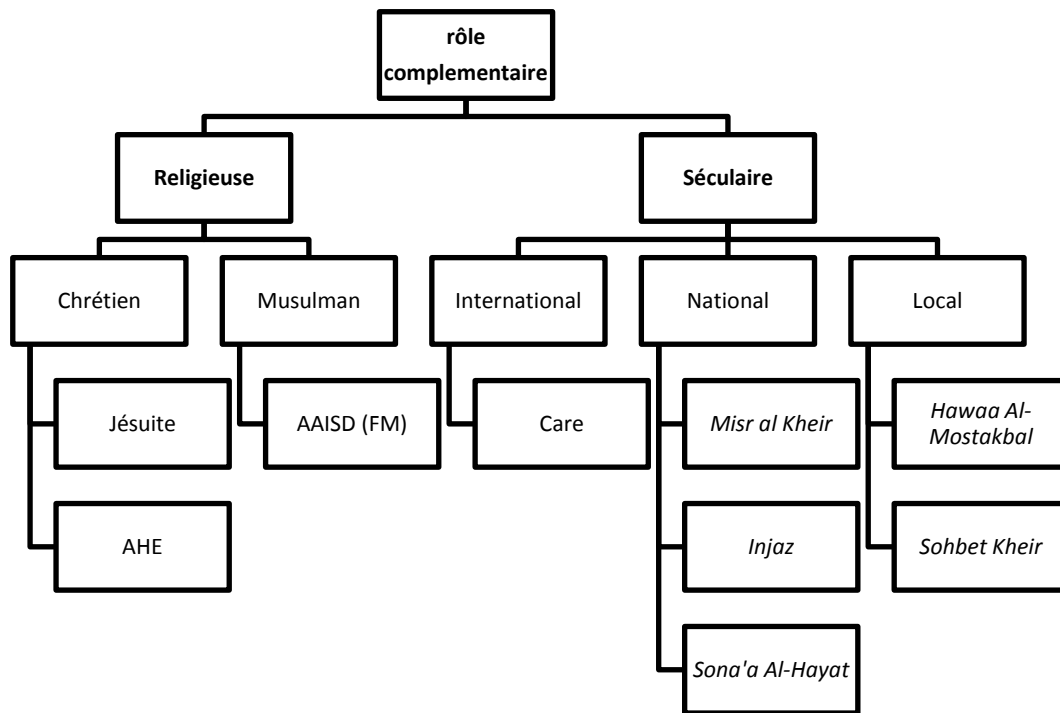 rôle
complementaire
Religieuse
Séculaire
Chrétien
Musulman
International
National
Local
Jésuite
AAISD (FM)
Care
Misr al Kheir
Hawaa Al-
Mostakbal
AHE
Injaz
Sohbet Kheir
Sona'a Al-Hayat